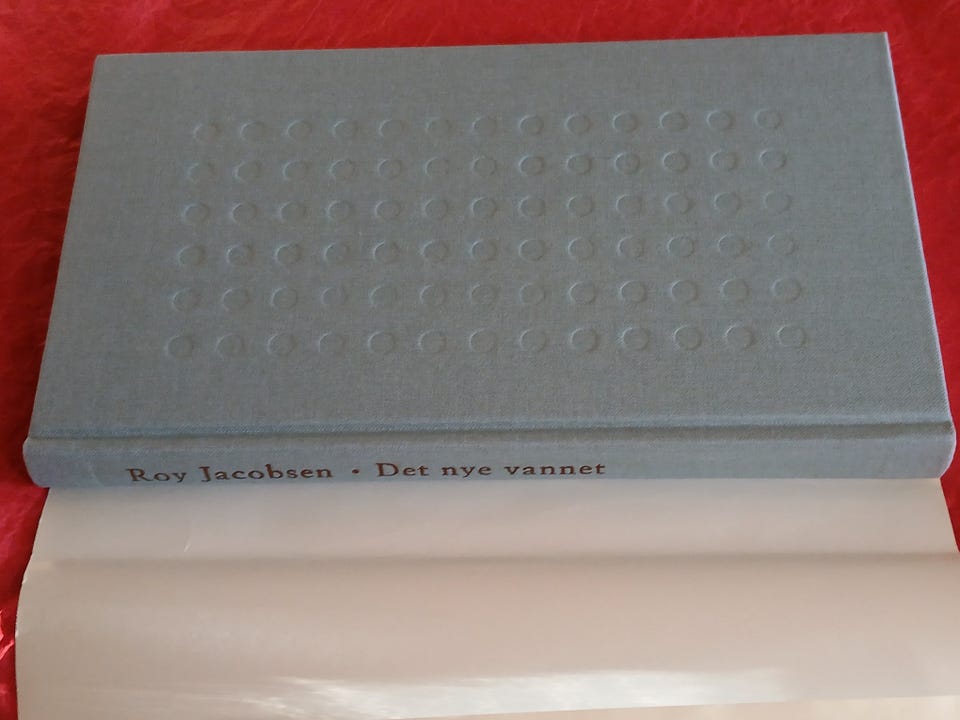 Roy Jacobsen • Det nye vannet